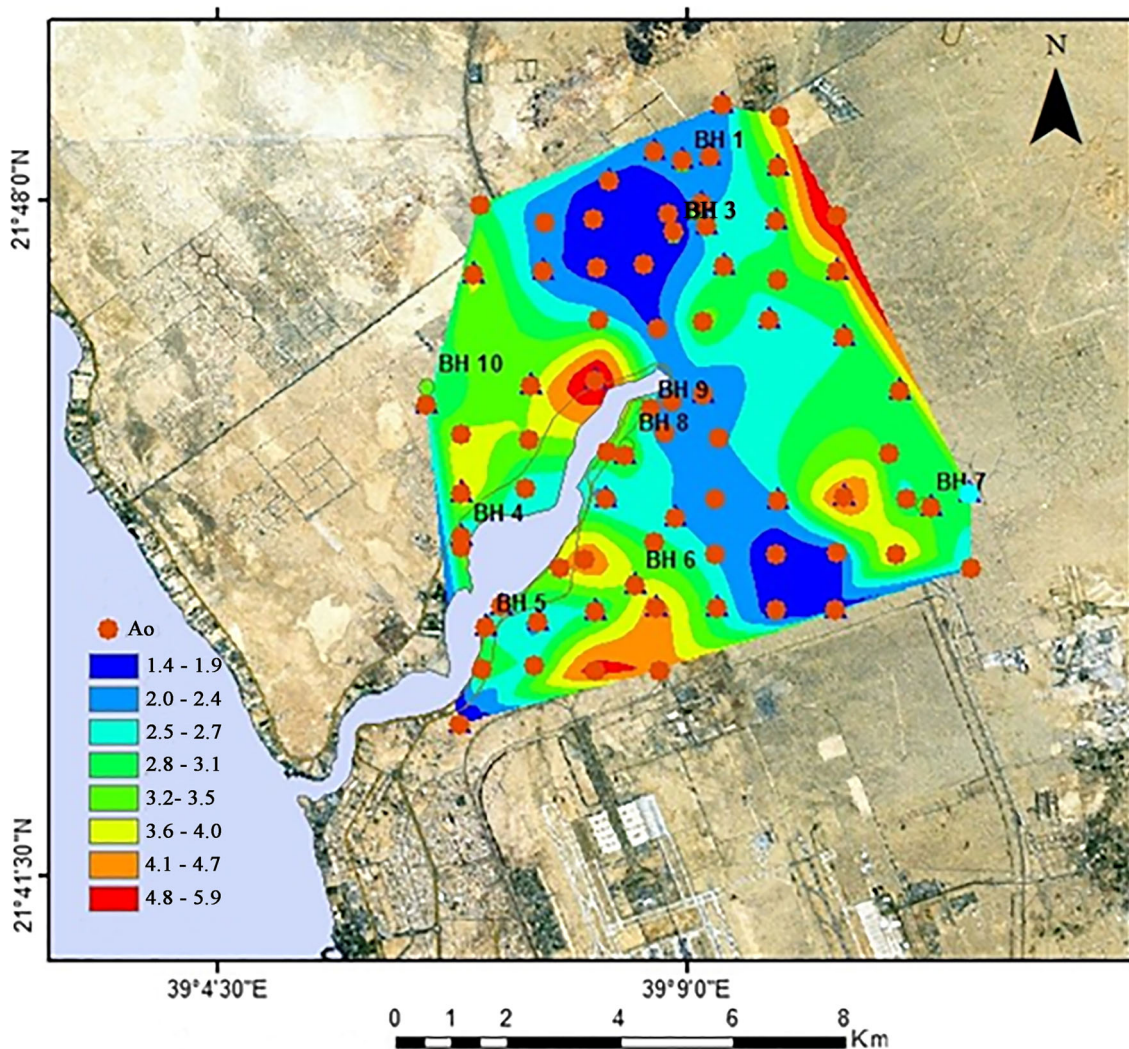 N
BH 1
21°48'0"N
BH 3
BH 10
BH 9
BH 8
BH 7
BH 4
BH 6
BH 5
Ao
1.4 - 1.9
2.0 - 2.4
2.5 - 2.7
2.8 - 3.1
3.2- 3.5
3.6 - 4.0
4.1 - 4.7
4.8 - 5.9
21°41'30"N
39°4'30"E
39°9'0"E
0 1 2 4 6 8
Km